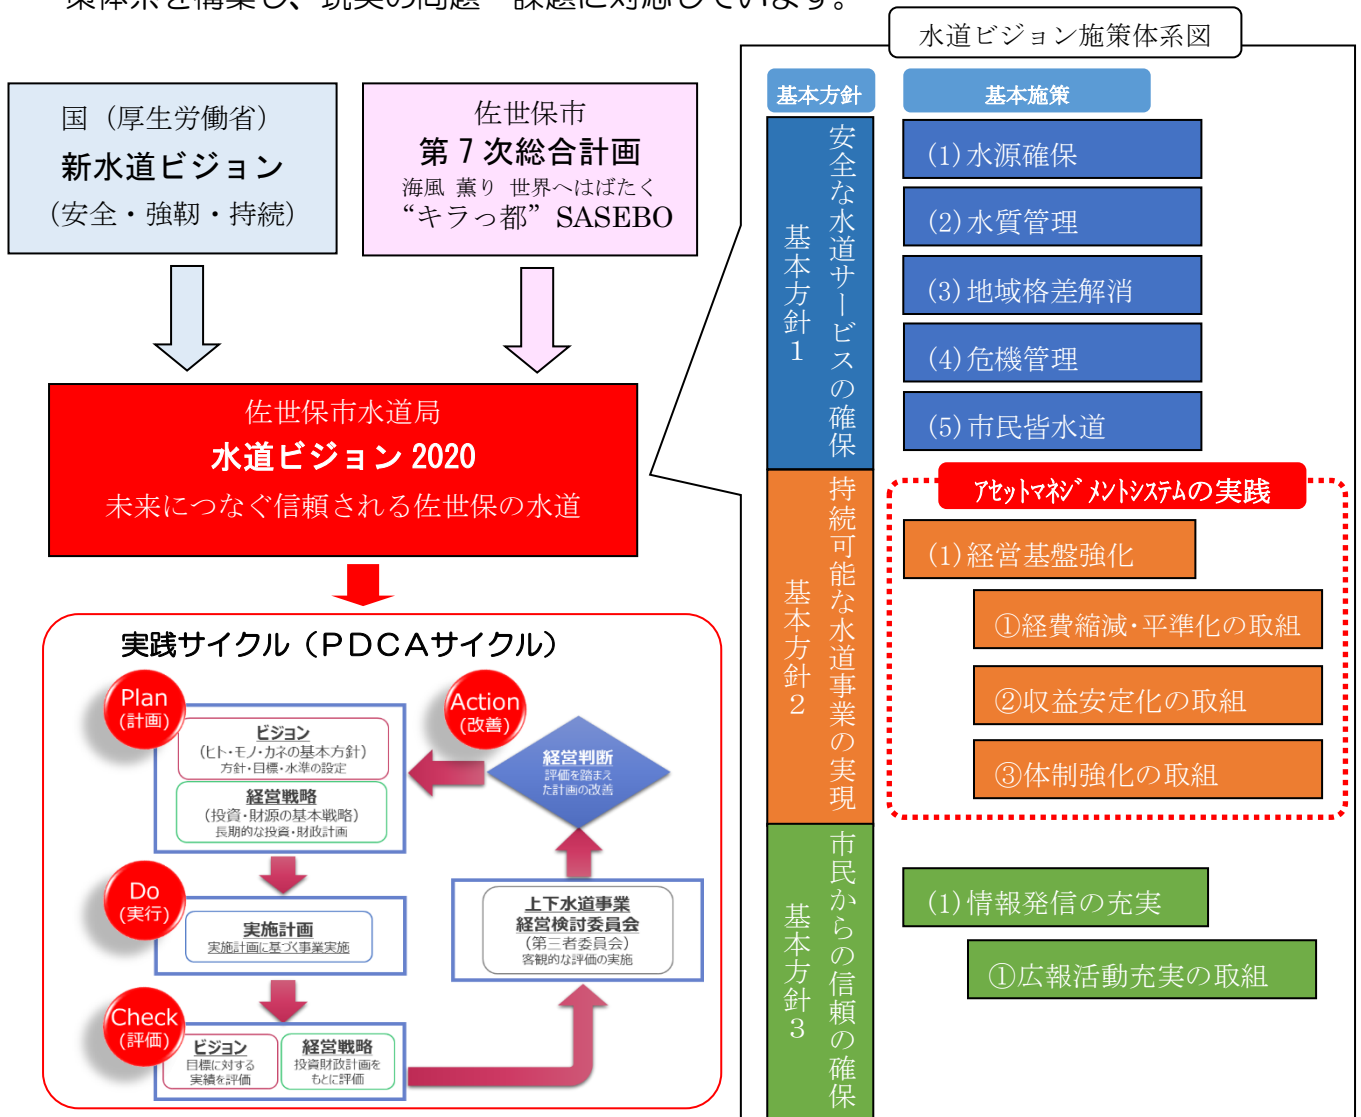 策体系を構築し、現実の問題・課題に対応しています。
水道ビジョン施策体系図
国（厚生労働省）
新水道ビジョン
（安全・強靭・持続）
佐世保市
第７次総合計画
海風 薫り 世界へはばたく
“キラっ都” SASEBO
佐世保市水道局
水道ビジョン 2020
未来につなぐ信頼される佐世保の水道
実践サイクル（ＰＤＣＡサイクル）
Plan
(計画)
ビジョン
(ヒト・モノ・カネの基本方針)
方針・目標・水準の設定
経営戦略
(投資・財源の基本戦略)
長期的な投資・財政計画
Action
(改善)
経営判断
評価を踏まえ
た計画の改善
Do
(実行)
実施計画
実施計画に基づく事業実施
上下水道事業
経営検討委員会
(第三者委員会)
客観的な評価の実施
Check
(評価)
ビジョン
目標に対する
実績を評価
経営戦略
投資財政計画を
もとに評価
基本方針
基本施策
基本方針１
安全な水道サービスの確保
(1)水源確保
(2)水質管理
(3)地域格差解消
(4)危機管理
(5)市民皆水道
基本方針２
持続可能な水道事業の実現
ｱｾｯﾄﾏﾈｼﾞﾒﾝﾄｼｽﾃﾑの実践
(1)経営基盤強化
①経費縮減･平準化の取組
②収益安定化の取組
③体制強化の取組
基本方針３
市民からの信頼の確保
(1)情報発信の充実
①広報活動充実の取組